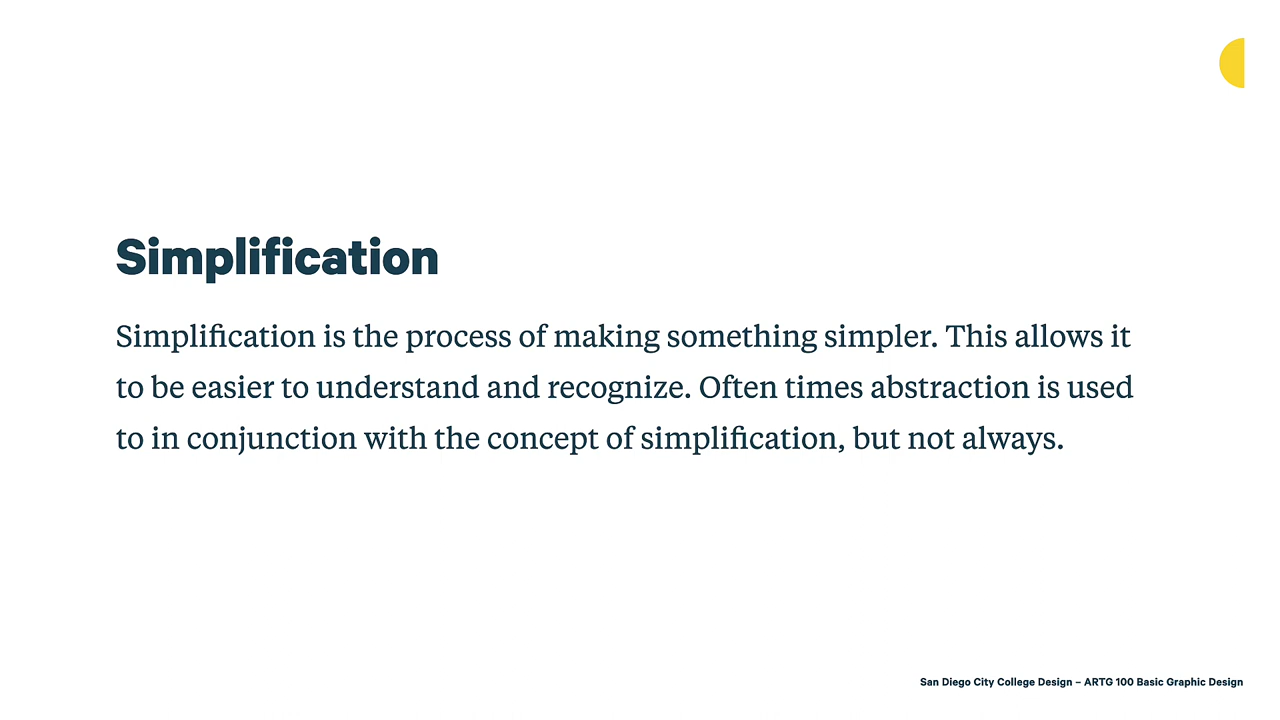 Simplification
Simplification is the process of making something simpler. This allows it
to be easier to understand and recognize. Often times abstraction is used
to in conjunction with the concept of simplification, but not always.
San Diego City College Design – ARTG 100 Basic Graphic Design